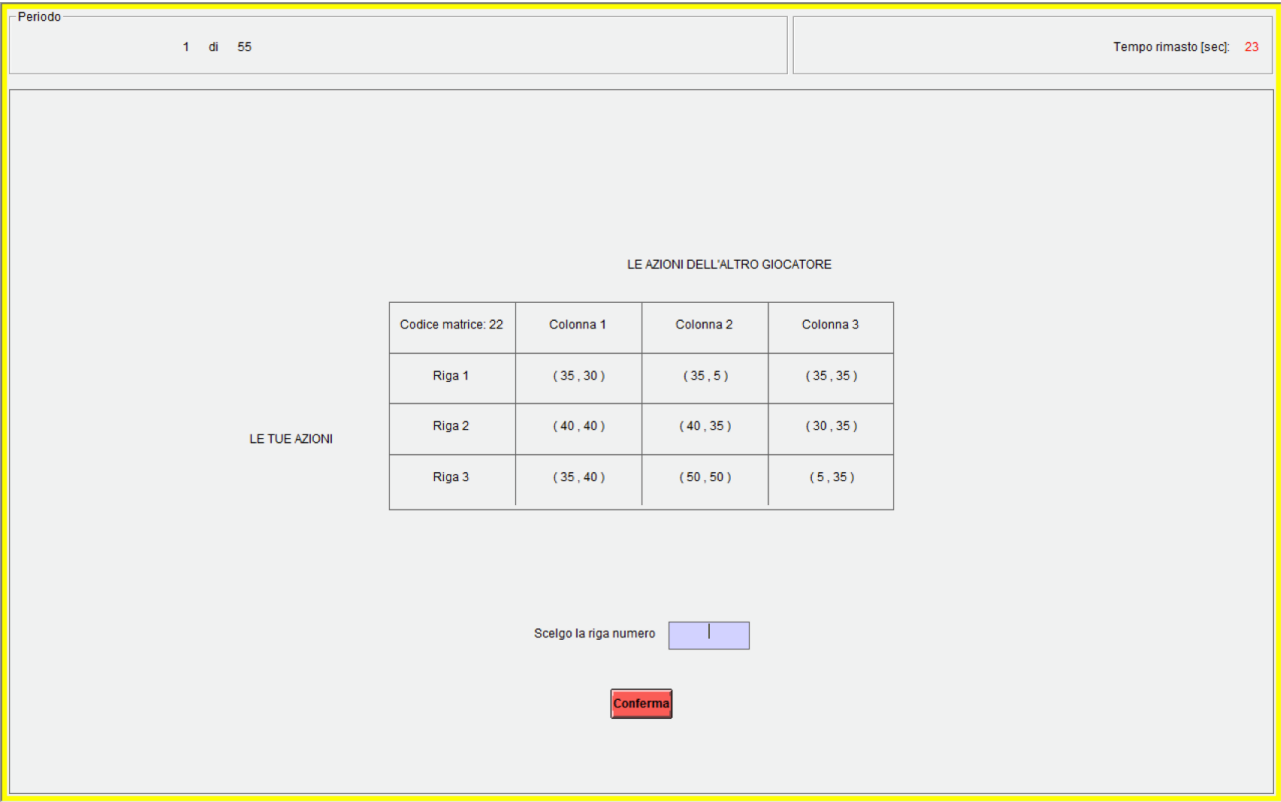 Periodo
1 di 55
Tempo rimasto [sec]: 23
LE AZIONI DELL'ALTRO GIOCATORE
Codice matrice: 22 Colonna 1 Colonna 2 Colonna 3
Riga 1 ( 35 , 30 ) ( 35 , 5 ) ( 35 , 35 )
Riga 2 ( 40 , 40 ) ( 40 , 35 ) ( 30 , 35 )
LE TUE AZIONI
Riga 3 ( 35 , 40 ) ( 50 , 50 ) ( 5 , 35 )
Scelgo la riga numero
Conferma